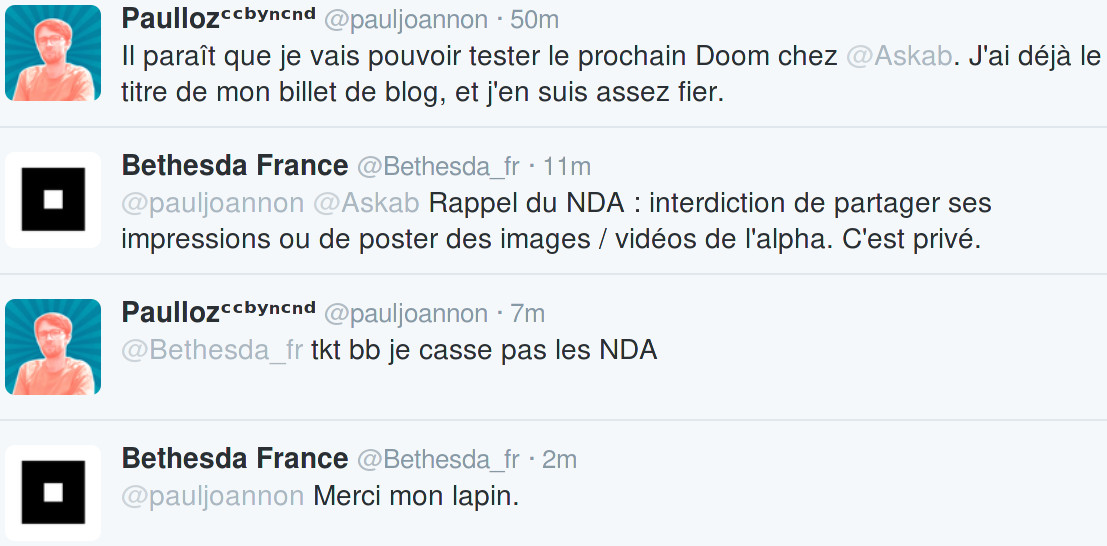 Paullozᶜᶜᵇʸⁿᶜⁿᵈ @pauljoannon · 50m
Il paraît que je vais pouvoir tester le prochain Doom chez @Askab. J'ai déjà le
titre de mon billet de blog, et j'en suis assez fier.
Bethesda France @Bethesda_fr · 11m
@pauljoannon @Askab Rappel du NDA : interdiction de partager ses
impressions ou de poster des images / vidéos de l'alpha. C'est privé.
Paullozᶜᶜᵇʸⁿᶜⁿᵈ @pauljoannon · 7m
@Bethesda_fr tkt bb je casse pas les NDA
Bethesda France @Bethesda_fr · 2m
@pauljoannon Merci mon lapin.